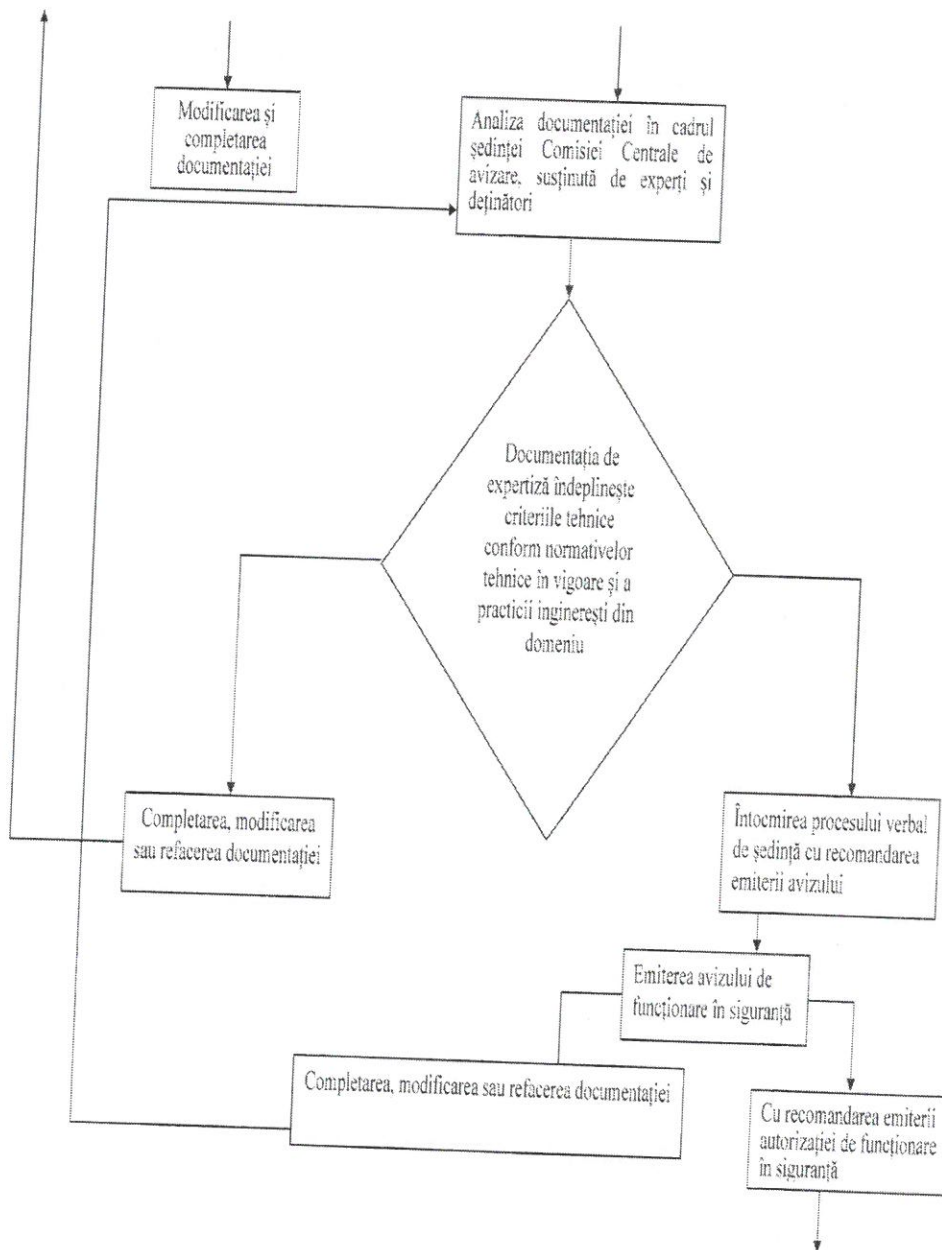 Modificarea și
completarea
documentației
Analiza documentației în cadrul
ședinței Comisiei Centrale de
avizare, susținută de experți și
deținători
Documentația de
expertiză îndeplinește
criteriile tehnice
conform normativelor
tehnice în vigoare și a
practicii inginerești din
domeniu
Completarea, modificarea
sau refacerea documentației
Întocmirea procesului verbal
de ședință cu recomandarea
emiterii avizului
Emiterea avizului de
funcționare în siguranță
Completarea, modificarea sau refacerea documentației
Cu recomandarea emiterii
autorizației de funcționare
în siguranță